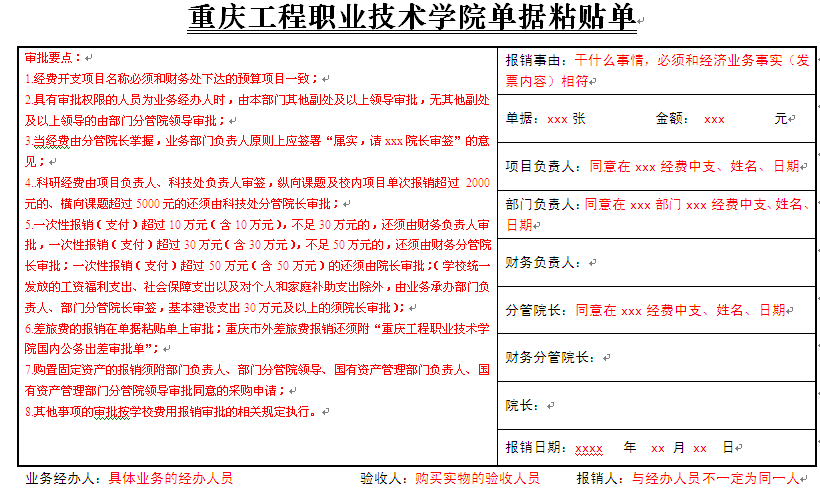 重庆工程职业技术学院单据粘贴单
审批要点：
1.经费开支项目名称必须和财务处下达的预算项目一致；
2.具有审批权限的人员为业务经办人时，由本部门其他副处及以上领导审批，无其他副处
及以上领导的由部门分管院领导审批；
3.当经费由分管院长掌握，业务部门负责人原则上应签署“属实，请 xxx 院长审签”的意
见；
4..科研经费由项目负责人、科技处负责人审签，纵向课题及校内项目单次报销超过 2000
元的、横向课题超过 5000 元的还须由科技处分管院长审批；
5.一次性报销（支付）超过 10 万元（含 10 万元），不足 30 万元的，还须由财务负责人审
批，一次性报销（支付）超过 30 万元（含 30 万元），不足 50 万元的，还须由财务分管院
长审批；一次性报销（支付）超过 50 万元（含 50 万元）的还须由院长审批；（学校统一
发放的工资福利支出、社会保障支出以及对个人和家庭补助支出除外，由业务承办部门负
责人、部门分管院长审签，基本建设支出 30 万元及以上的须院长审批）；
6.差旅费的报销在单据粘贴单上审批；重庆市外差旅费报销还须附“重庆工程职业技术学
院国内公务出差审批单”；
7.购置固定资产的报销须附部门负责人、部门分管院领导、国有资产管理部门负责人、国
有资产管理部门分管院领导审批同意的采购申请；
8.其他事项的审批按学校费用报销审批的相关规定执行。
报销事由：干什么事情，必须和经济业务事实（发
票内容）相符
单据：xxx 张 金额： xxx 元
项目负责人：同意在 xxx 经费中支、姓名、日期
部门负责人：同意在 xxx 部门 xxx 经费中支、姓名、
日期
财务负责人：
分管院长：同意在 xxx 经费中支、姓名、日期
财务分管院长：
院长：
报销日期：xxxx 年 xx 月 xx 日
业务经办人：具体业务的经办人员 验收人：购买实物的验收人员 报销人：与经办人员不一定为同一人